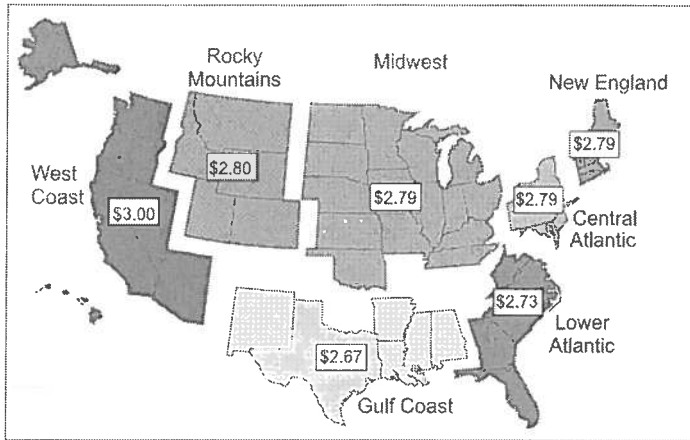 Rocky
Mountains
Midwest
New England
$2.79
West
Coast
$2.80
$3.00
$2.79
$2.79
Central
Atlantic
$2.73
Lower
Atlantic
$2.67
Gulf Coast